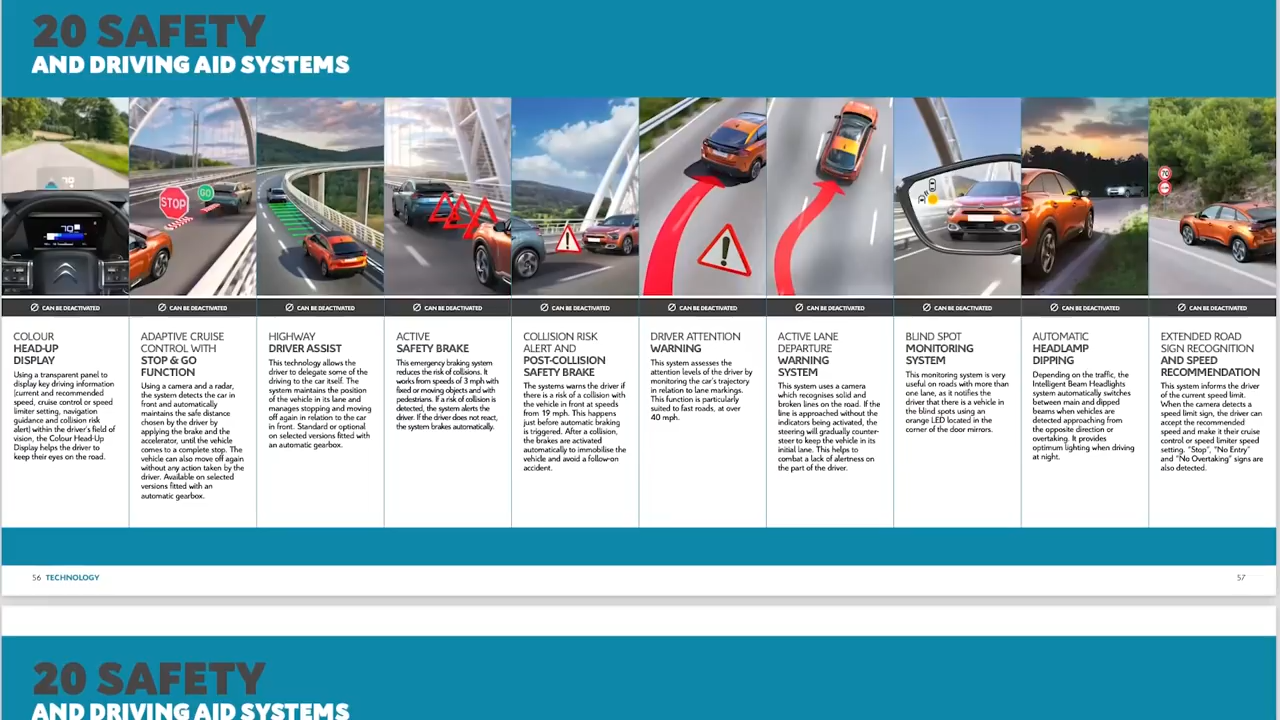 20 SAFETY
AND DRIVING AID SYSTEMS
STOP
GO
70
70
70
CAN BE DEACTIVATED
CAN BE DEACTIVATED
CAN BE DEACTIVATED
CAN BE DEACTIVATED
CAN BE DEACTIVATED
CAN BE DEACTIVATED
CAN BE DEACTIVATED
CAN BE DEACTIVATED
CAN BE DEACTIVATED
CAN BE DEACTIVATED
COLOUR
HEAD-UP
DISPLAY
Using a transparent panel to
display key driving information
(current and recommended
speed, cruise control or speed
limiter setting, navigation
guidance and collision risk
alert) within the driver's field of
vision, the Colour Head-Up
Display helps the driver to
keep their eyes on the road.
ADAPTIVE CRUISE
CONTROL WITH
STOP & GO
FUNCTION
Using a camera and a radar,
the system detects the car in
front and automatically
maintains the safe distance
chosen by the driver by
applying the brake and the
accelerator, until the vehicle
comes to a complete stop. The
vehicle can also move off again
without any action taken by the
driver. Available on selected
versions fitted with an
automatic gearbox.
HIGHWAY
DRIVER ASSIST
This technology allows the
driver to delegate some of the
driving to the car itself. The
system maintains the position
of the vehicle in its lane and
manages stopping and moving
off again in relation to the car
in front. Standard or optional
on selected versions fitted with
an automatic gearbox.
ACTIVE
SAFETY BRAKE
This emergency braking system
reduces the risk of collisions. It
works from speeds of 3 mph with
fixed or moving objects and with
pedestrians. If a risk of collision is
detected, the system alerts the
driver. If the driver does not react,
the system brakes automatically.
COLLISION RISK
ALERT AND
POST-COLLISION
SAFETY BRAKE
The systems warns the driver if
there is a risk of a collision with
the vehicle in front at speeds
from 19 mph. This happens
just before automatic braking
is triggered. After a collision,
the brakes are activated
automatically to immobilise the
vehicle and avoid a follow-on
accident.
DRIVER ATTENTION
WARNING
This system assesses the
attention levels of the driver by
monitoring the car's trajectory
in relation to lane markings.
This function is particularly
suited to fast roads, at over
40 mph.
ACTIVE LANE
DEPARTURE
WARNING
SYSTEM
This system uses a camera
which recognises solid and
broken lines on the road. If the
line is approached without the
indicators being activated, the
steering will gradually counter-
steer to keep the vehicle in its
initial lane. This helps to
combat a lack of alertness on
the part of the driver.
BLIND SPOT
MONITORING
SYSTEM
This monitoring system is very
useful on roads with more than
one lane, as it notifies the
driver that there is a vehicle in
the blind spots using an
orange LED located in the
corner of the door mirrors.
AUTOMATIC
HEADLAMP
DIPPING
Depending on the traffic, the
Intelligent Beam Headlights
system automatically switches
between main and dipped
beams when vehicles are
detected approaching from
the opposite direction or
overtaking. It provides
optimum lighting when driving
at night.
EXTENDED ROAD
SIGN RECOGNITION
AND SPEED
RECOMMENDATION
This system informs the driver
of the current speed limit.
When the camera detects a
speed limit sign, the driver can
accept the recommended
speed and make it their cruise
control or speed limiter speed
setting. "Stop", "No Entry"
and "No Overtaking" signs are
also detected.
56 TECHNOLOGY
57
20 SAFETY
AND DRIVING AID SYSTEMS